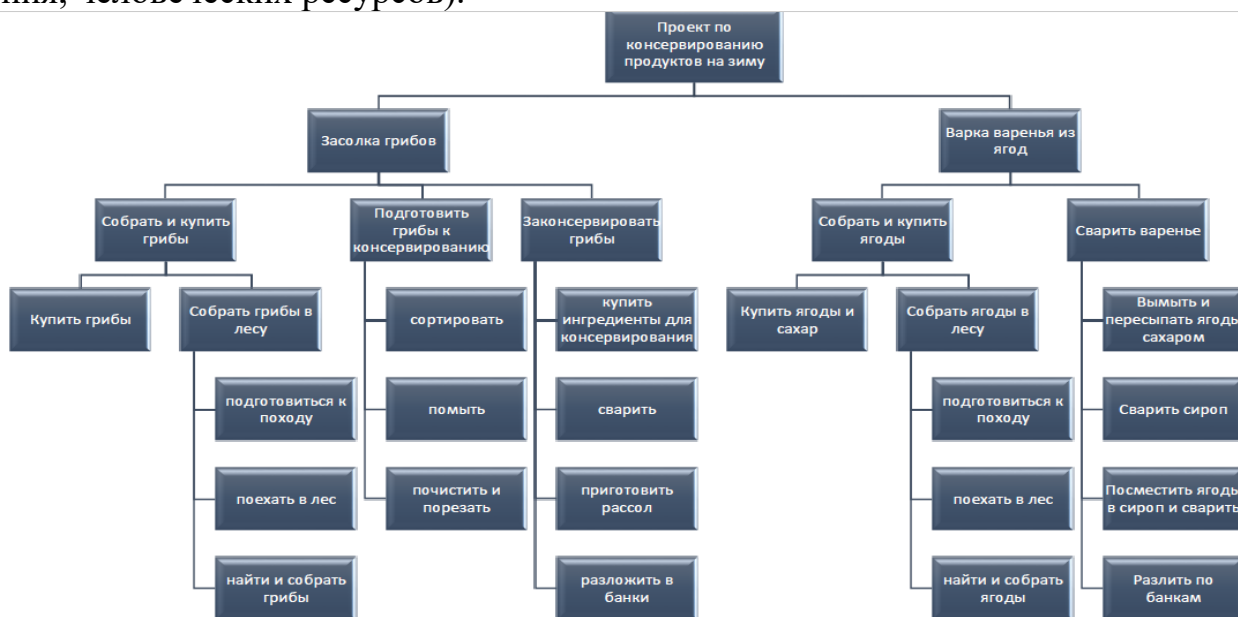 ния, человеческих ресурсов).
Проект по
консервированию
продуктов на зиму
Засолка грибов
Варка варенья из
ягод
Собрать и купить
грибы
Подготовить
грибы к
консервированию
Законсервировать
грибы
Собрать и купить
ягоды
Сварить варенье
Купить грибы
Собрать грибы в
лесу
сортировать
купить
ингредиенты для
консервирования
Купить ягоды и
сахар
Собрать ягоды в
лесу
Вымыть и
пересыпать ягоды
сахаром
подготовиться к
походу
помыть
сварить
подготовиться к
походу
Сварить сироп
поехать в лес
почистить и
порезать
приготовить
рассол
поехать в лес
Посместить ягоды
в сироп и сварить
найти и собрать
грибы
разложить в
банки
найти и собрать
ягоды
Разлить по
банкам